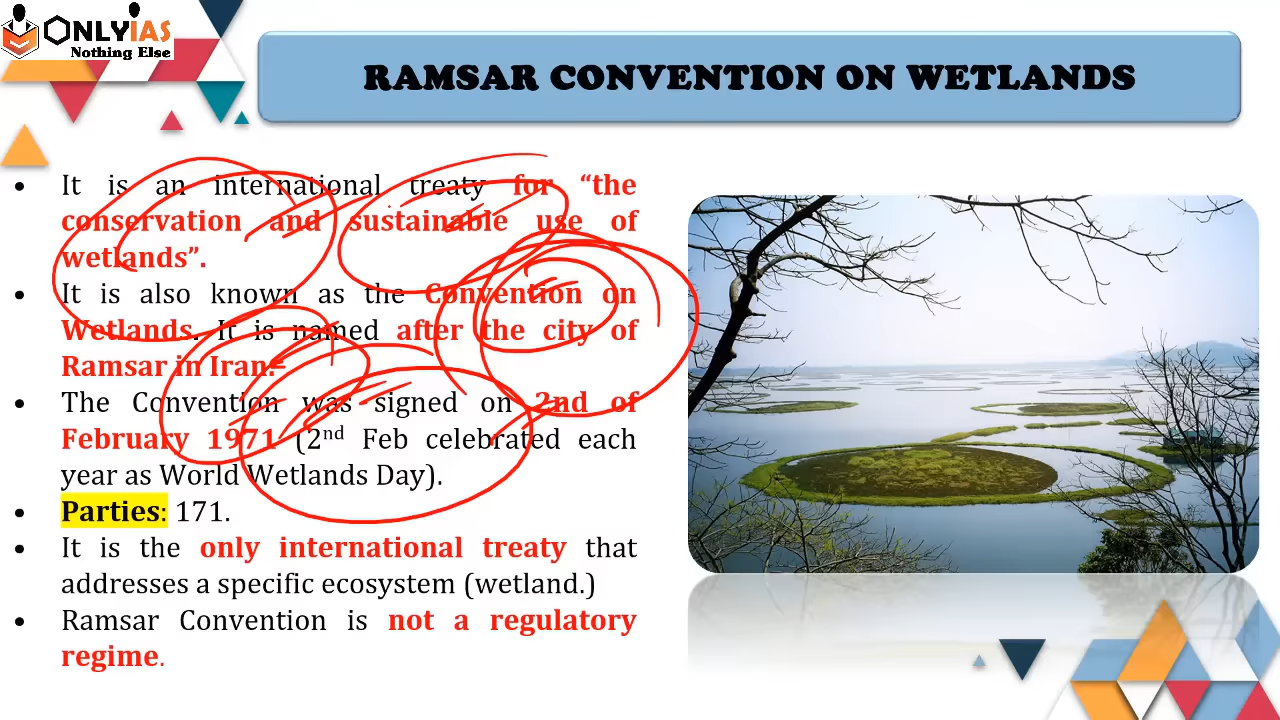 ONLYIAS
Nothing Else
RAMSAR CONVENTION ON WETLANDS
• It is an international treaty for “the
conservation and sustainable use of
wetlands”.
• It is also known as the Convention on
Wetlands. It is named after the city of
Ramsar in Iran.
• The Convention was signed on 2nd of
February 1971 (2nd Feb celebrated each
year as World Wetlands Day).
• Parties: 171.
• It is the only international treaty that
addresses a specific ecosystem (wetland.)
• Ramsar Convention is not a regulatory
regime.